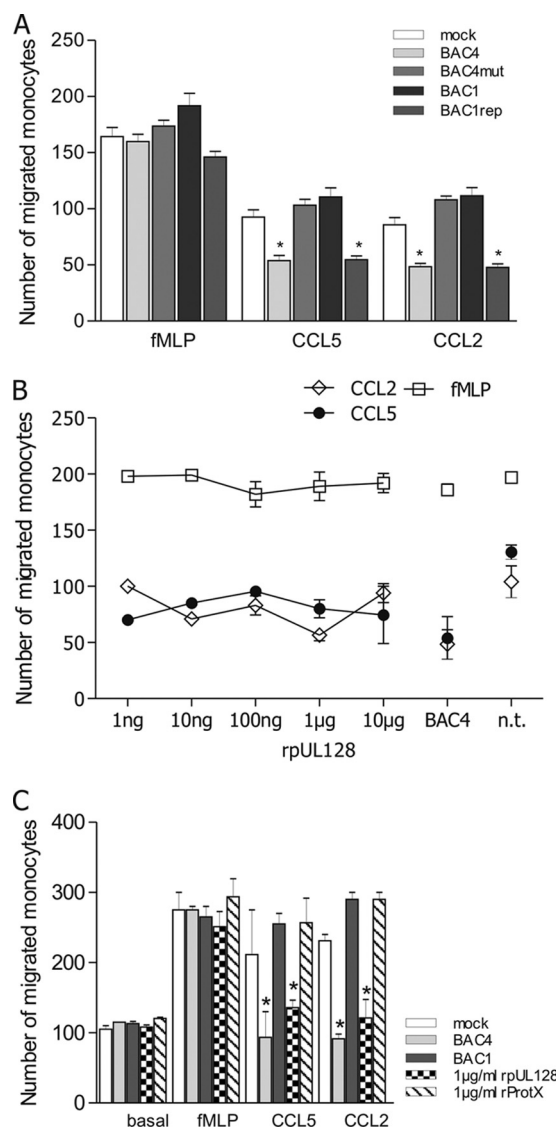 A
Number of migrated monocytes
250
200
150
100
50
0
mock
BAC4
BAC4mut
BAC1
BAC1rep
* * * *
fMLP CCL5 CCL2
B
CCL2 fMLP
CCL5
Number of migrated monocytes
250
200
150
100
50
0
1ng 10ng 100ng 1µg 10µg BAC4 n.t.
rpUL128
C
Number of migrated monocytes
400
300
200
100
0
* * * *
mock
BAC4
BAC1
1µg/ml rpUL128
1µg/ml rProtX
basal fMLP CCL5 CCL2